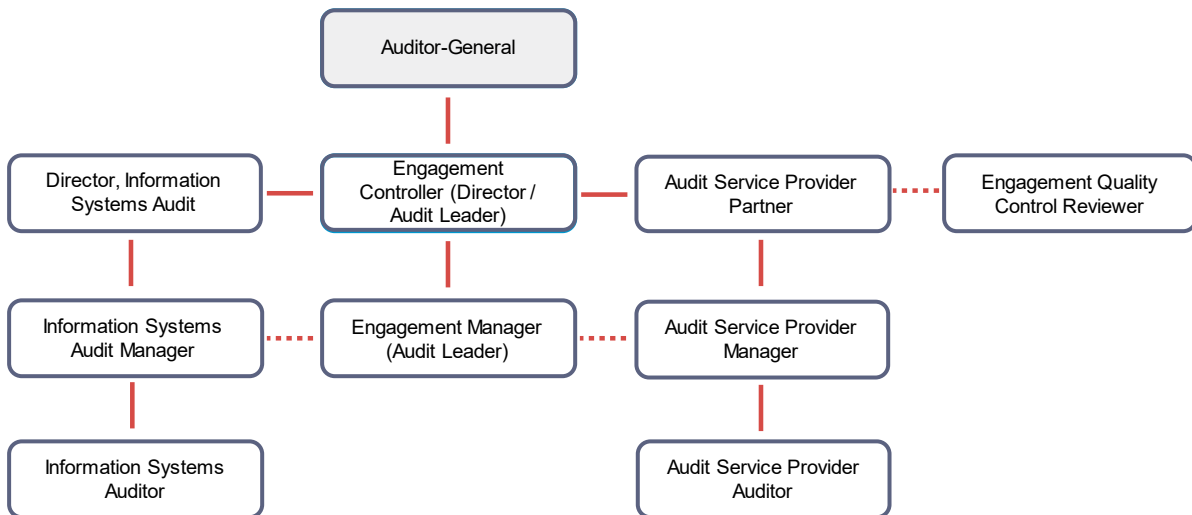 Auditor-General
Director, Information
Systems Audit
Engagement
Controller (Director /
Audit Leader)
Audit Service Provider
Partner
Engagement Quality
Control Reviewer
Information Systems
Audit Manager
Engagement Manager
(Audit Leader)
Audit Service Provider
Manager
Information Systems
Auditor
Audit Service Provider
Auditor